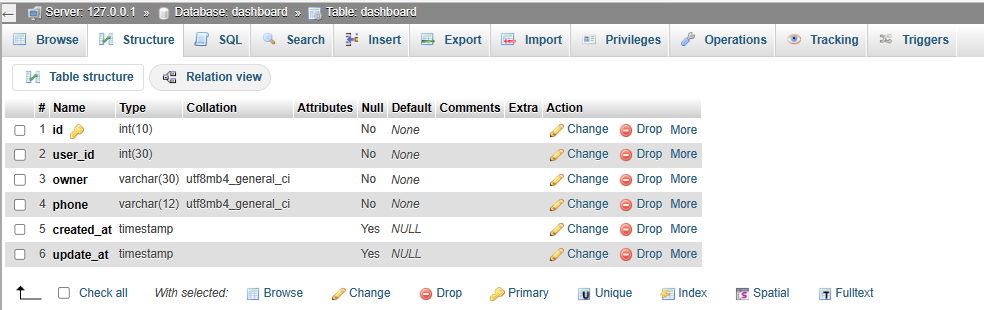 ← Server: 127.0.0.1 » Database: dashboard » Table: dashboard
Browse Structure SQL Search Insert Export Import Privileges Operations Tracking Triggers
Table structure Relation view
# Name Type Collation Attributes Null Default Comments Extra Action
1 id int(10) No None Change Drop More
2 user_id int(30) No None Change Drop More
3 owner varchar(30) utf8mb4_general_ci No None Change Drop More
4 phone varchar(12) utf8mb4_general_ci No None Change Drop More
5 created_at timestamp Yes NULL Change Drop More
6 update_at timestamp Yes NULL Change Drop More
Check all With selected: Browse Change Drop Primary Unique Index Spatial Fulltext